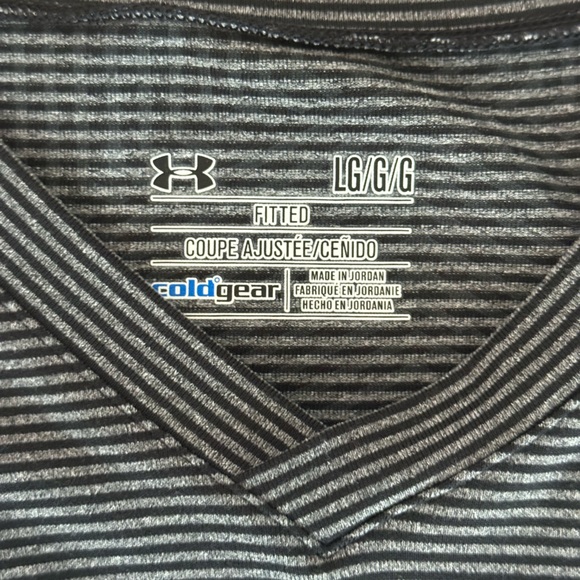 LG/G/G
FITTED
COUPE AJUSTÉE/CEÑIDO
coldgear
MADE IN JORDAN
FABRIQUÉ EN JORDANIE
HECHO EN JORDANIA